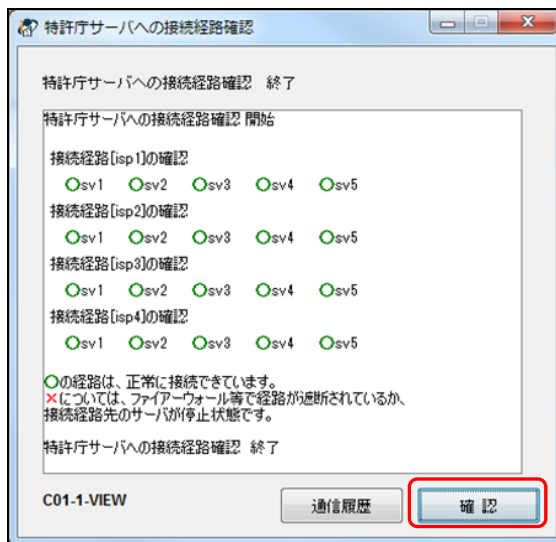 特許庁サーバへの接続経路確認
特許庁サーバへの接続経路確認 終了
特許庁サーバへの接続経路確認 開始
接続経路[isp1]の確認
○sv1 ○sv2 ○sv3 ○sv4 ○sv5
接続経路[isp2]の確認
○sv1 ○sv2 ○sv3 ○sv4 ○sv5
接続経路[isp3]の確認
○sv1 ○sv2 ○sv3 ○sv4 ○sv5
接続経路[isp4]の確認
○sv1 ○sv2 ○sv3 ○sv4 ○sv5
○の経路は、正常に接続できています。
×については、ファイアーウォール等で経路が遮断されているか、
接続経路先のサーバが停止状態です。
特許庁サーバへの接続経路確認 終了
C01-1-VIEW 通信履歴 確認